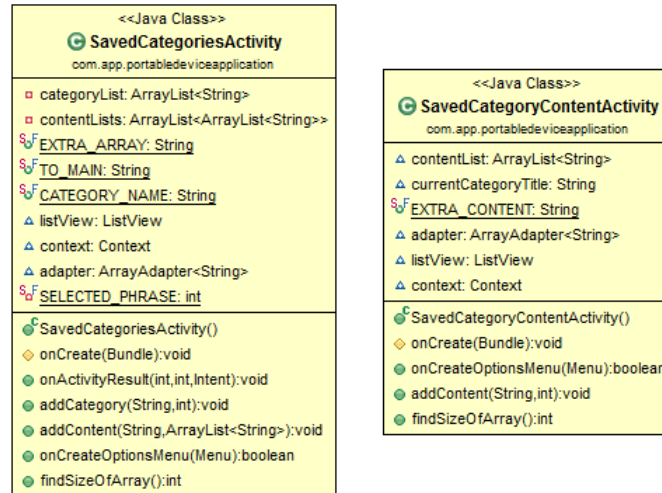 <<Java Class>>
SavedCategoriesActivity
com.app.portabledeviceapplication
categoryList: ArrayList<String>
contentLists: ArrayList<ArrayList<String>>
EXTRA_ARRAY: String
TO_MAIN: String
CATEGORY_NAME: String
listView: ListView
context: Context
adapter: ArrayAdapter<String>
SELECTED_PHRASE: int
SavedCategoriesActivity()
onCreate(Bundle):void
onActivityResult(int,int,Intent):void
addCategory(String,int):void
addContent(String,ArrayList<String>):void
onCreateOptionsMenu(Menu):boolean
findSizeOfArray():int
<<Java Class>>
SavedCategoryContentActivity
com.app.portabledeviceapplication
contentList: ArrayList<String>
currentCategoryTitle: String
EXTRA_CONTENT: String
adapter: ArrayAdapter<String>
listView: ListView
context: Context
SavedCategoryContentActivity()
onCreate(Bundle):void
onCreateOptionsMenu(Menu):boolean
addContent(String,int):void
findSizeOfArray():int